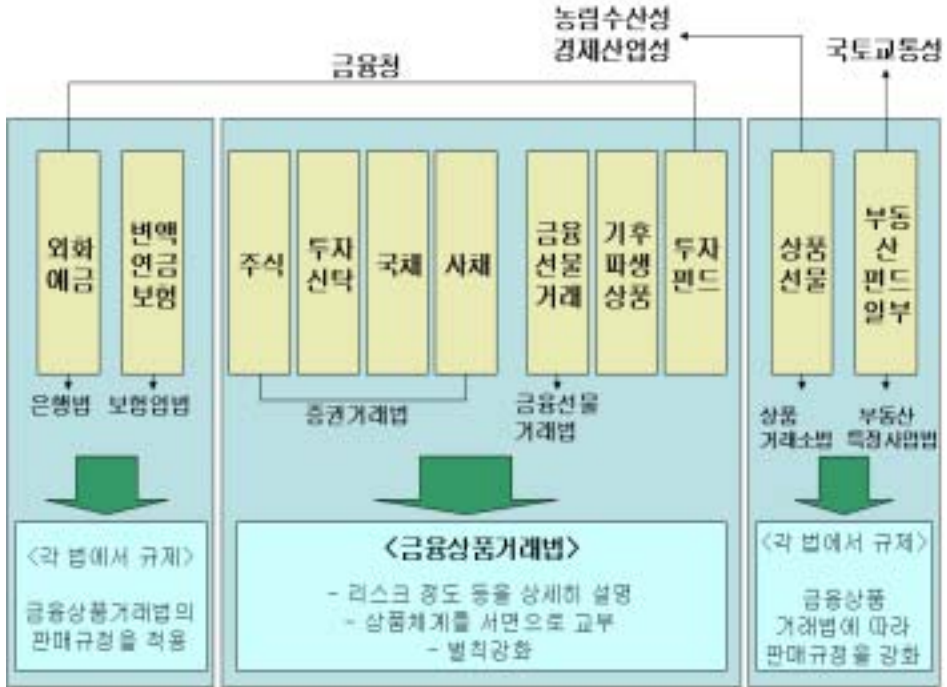 농림수산성
경제산업성
국토교통성
금융청
외화
예금
변액
연금
보험
주식
투자
신탁
국채
사채
금융
선물
거래
기후
파생
상품
투자
펀드
상품
선물
부동
산
펀드
일부
은행법
보험업법
증권거래법
금융선물
거래법
상품
거래소법
부동산
특정사업법
<각 법에서 규제>
금융상품거래법의
판매규정을 적용
<금융상품거래법>
- 리스크 정도 등을 상세히 설명
- 상품체계를 서면으로 교부
- 벌칙강화
<각 법에서 규제>
금융상품
거래법에 따라
판매규정을 강화